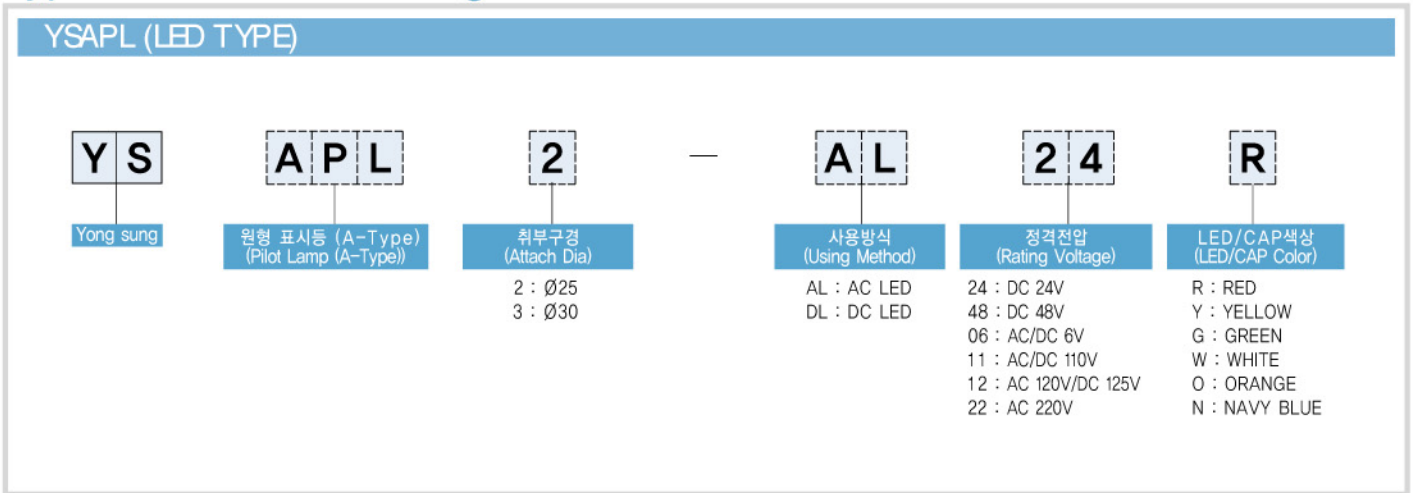 YSAPL (LED TYPE)
YS APL 2 — AL 24 R
Yong sung
원형 표시등 (A-Type)
(Pilot Lamp (A-Type))
취부구경
(Attach Dia)
2 : Ø25
3 : Ø30
사용방식
(Using Method)
AL : AC LED
DL : DC LED
정격전압
(Rating Voltage)
24 : DC 24V
48 : DC 48V
06 : AC/DC 6V
11 : AC/DC 110V
12 : AC 120V/DC 125V
22 : AC 220V
LED/CAP색상
(LED/CAP Color)
R : RED
Y : YELLOW
G : GREEN
W : WHITE
O : ORANGE
N : NAVY BLUE